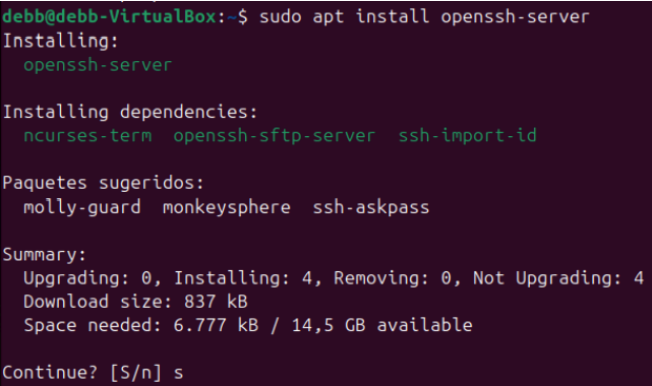 debb@debb-VirtualBox:~$ sudo apt install openssh-server
Installing:
  openssh-server
Installing dependencies:
  ncurses-term  openssh-sftp-server  ssh-import-id
Paquetes sugeridos:
  molly-guard  monkeysphere  ssh-askpass
Summary:
  Upgrading: 0, Installing: 4, Removing: 0, Not Upgrading: 4
  Download size: 837 kB
  Space needed: 6.777 kB / 14,5 GB available
Continue? [S/n] s